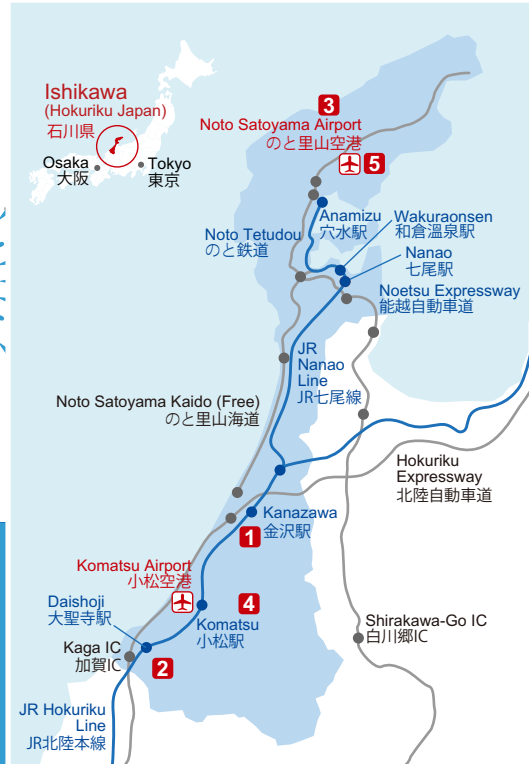 Ishikawa
(Hokuriku Japan)
石川県
Osaka
大阪
Tokyo
東京
3
Noto Satoyama Airport
のと里山空港
5
Anamizu
穴水駅
Wakuraonsen
和倉温泉駅
Noto Tetudou
のと鉄道
Nanao
七尾駅
Noetsu Expressway
能越自動車道
JR
Nanao
Line
JR七尾線
Noto Satoyama Kaido (Free)
のと里山海道
Hokuriku
Expressway
北陸自動車道
Kanazawa
金沢駅
1
Komatsu Airport
小松空港
4
Daishoji
大聖寺駅
Komatsu
小松駅
Shirakawa-Go IC
白川郷IC
Kaga IC
加賀IC
2
JR Hokuriku
Line
JR北陸本線